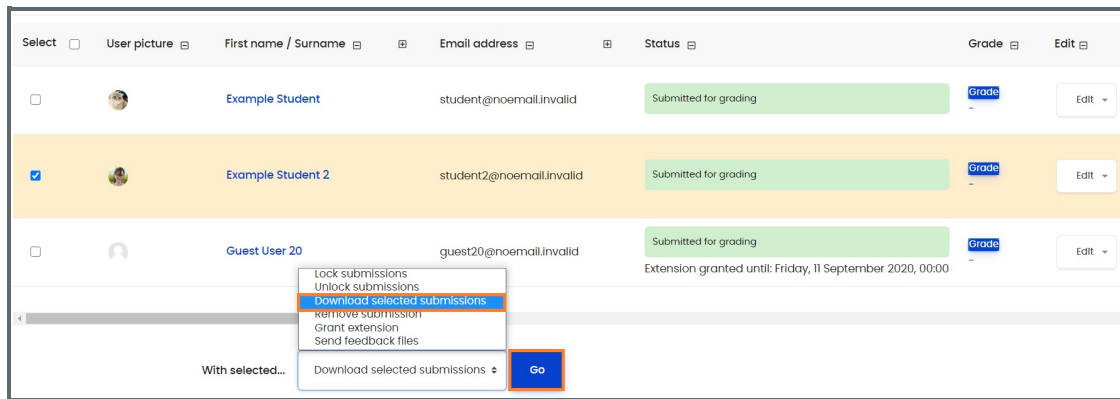 Select User picture First name / Surname Email address Status Grade Edit
Example Student student@noemail.invalid Submitted for grading Grade Edit
-
Example Student 2 student2@noemail.invalid Submitted for grading Grade Edit
-
Guest User 20 guest20@noemail.invalid Submitted for grading Grade Edit
-
Extension granted until: Friday, 11 September 2020, 00:00
Lock submissions
Unlock submissions
Download selected submissions
Remove submission
Grant extension
Send feedback files
With selected... Download selected submissions Go